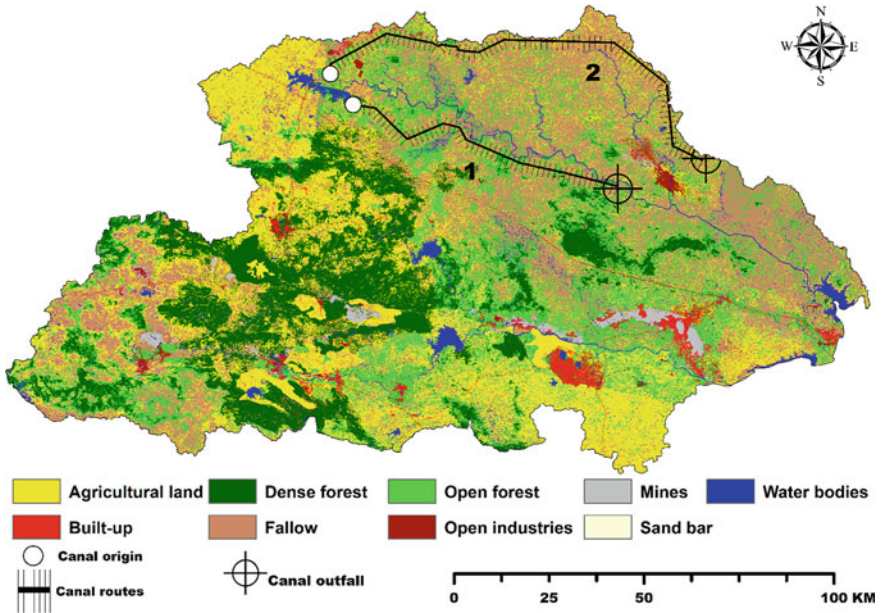 N
W E
S
2
1
Agricultural land Dense forest Open forest Mines Water bodies
Built-up Fallow Open industries Sand bar
Canal origin
Canal routes
Canal outfall
0 25 50 100 KM